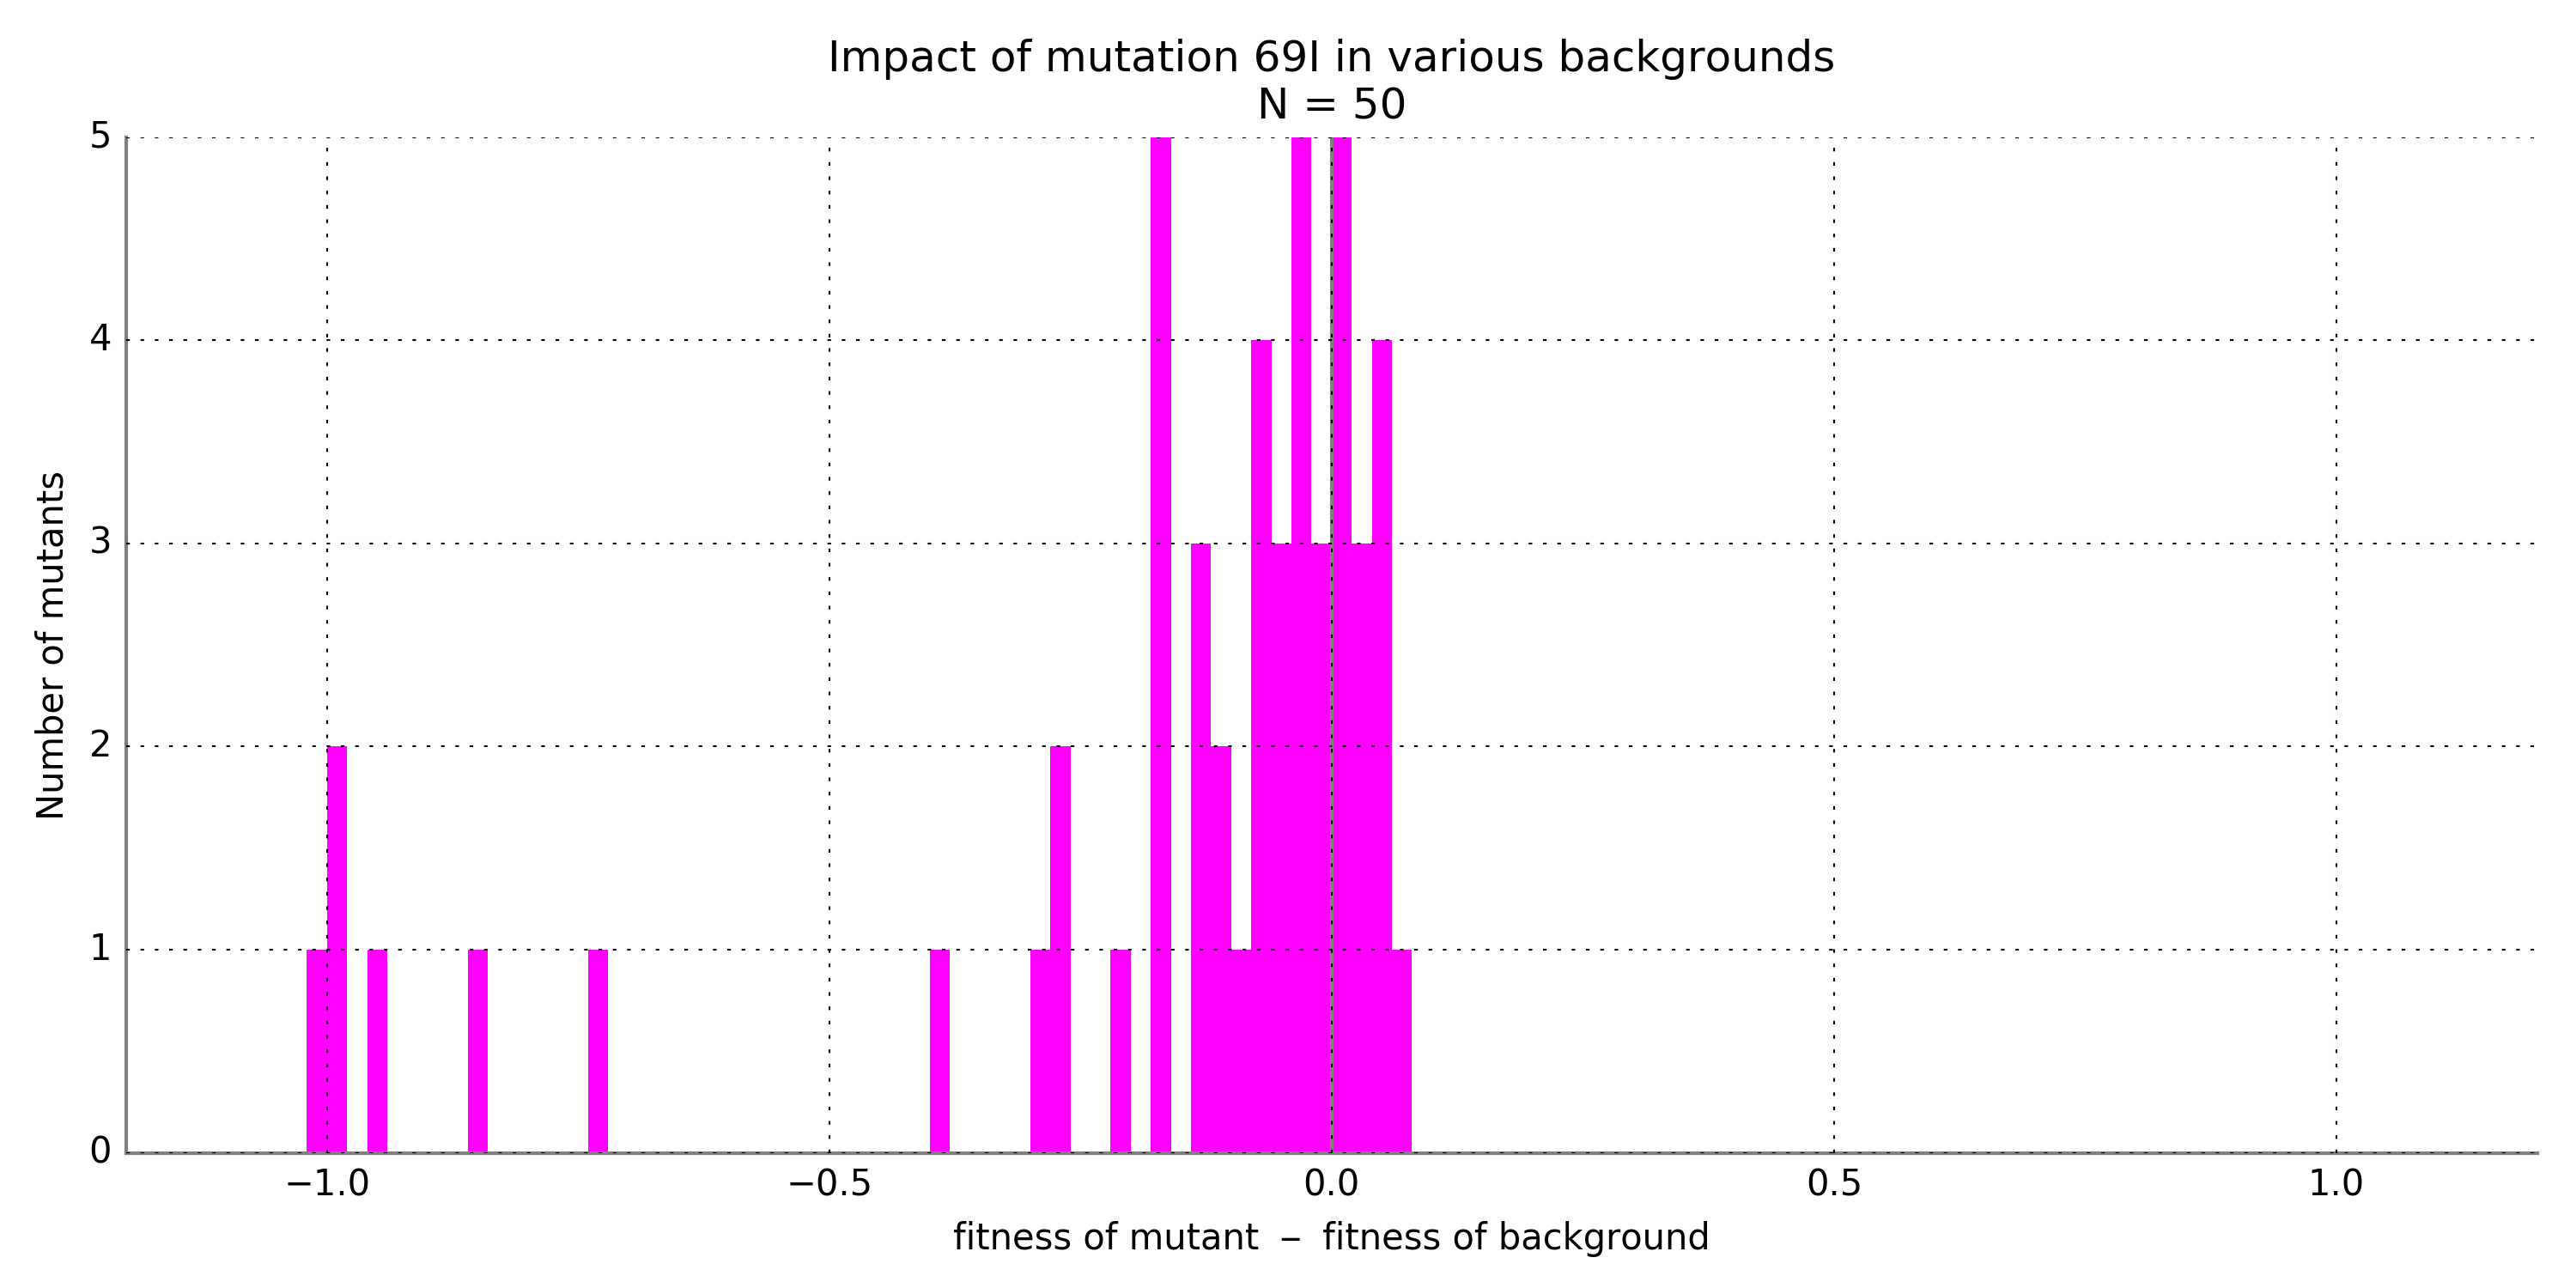 Impact of mutation 69I in various backgrounds
N = 50
5
4
3
2
1
0
Number of mutants
−1.0
−0.5
0.0
0.5
1.0
fitness of mutant – fitness of background